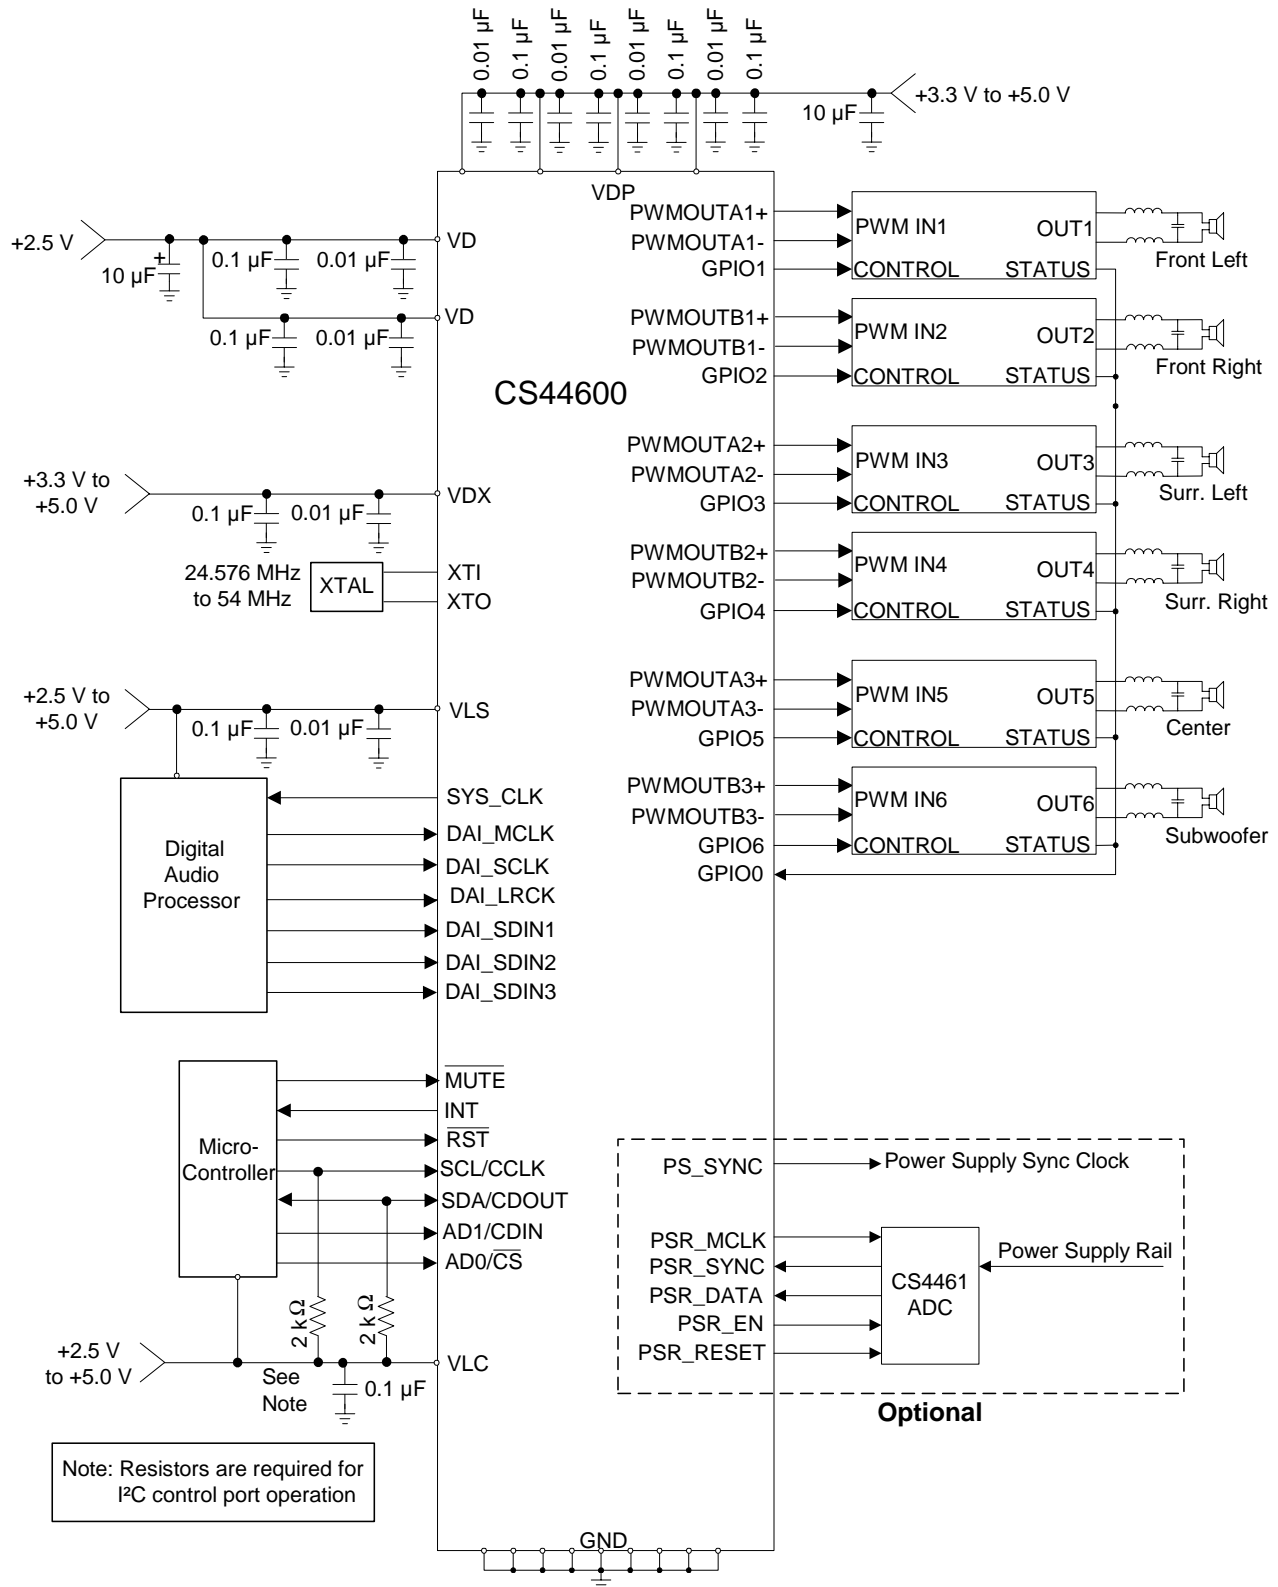 0.01 µF
0.1 µF
0.01 µF
0.1 µF
0.01 µF
0.1 µF
0.01 µF
0.1 µF
10 µF
+3.3 V to +5.0 V
VDP
+2.5 V
10 µF
+
0.1 µF
0.01 µF
VD
0.1 µF
0.01 µF
VD
CS44600
+3.3 V to
+5.0 V
0.1 µF
0.01 µF
VDX
24.576 MHz
to 54 MHz
XTAL
XTI
XTO
+2.5 V to
+5.0 V
0.1 µF
0.01 µF
VLS
Digital
Audio
Processor
SYS_CLK
DAI_MCLK
DAI_SCLK
DAI_LRCK
DAI_SDIN1
DAI_SDIN2
DAI_SDIN3
Micro-
Controller
MUTE
INT
RST
SCL/CCLK
SDA/CDOUT
AD1/CDIN
AD0/CS
2 kΩ
2 kΩ
+2.5 V
to +5.0 V
See
Note
0.1 µF
VLC
Note: Resistors are required for
I²C control port operation
GND
PWMOUTA1+
PWMOUTA1-
GPIO1
PWM IN1
OUT1
CONTROL
STATUS
Front Left
PWMOUTB1+
PWMOUTB1-
GPIO2
PWM IN2
OUT2
CONTROL
STATUS
Front Right
PWMOUTA2+
PWMOUTA2-
GPIO3
PWM IN3
OUT3
CONTROL
STATUS
Surr. Left
PWMOUTB2+
PWMOUTB2-
GPIO4
PWM IN4
OUT4
CONTROL
STATUS
Surr. Right
PWMOUTA3+
PWMOUTA3-
GPIO5
PWM IN5
OUT5
CONTROL
STATUS
Center
PWMOUTB3+
PWMOUTB3-
GPIO6
PWM IN6
OUT6
CONTROL
STATUS
Subwoofer
GPIO0
PS_SYNC
Power Supply Sync Clock
PSR_MCLK
PSR_SYNC
PSR_DATA
PSR_EN
PSR_RESET
CS4461
ADC
Power Supply Rail
Optional